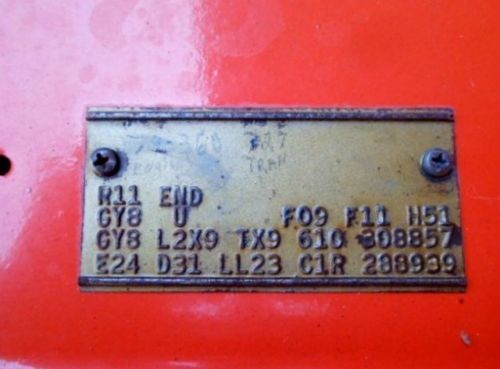 R11 END
GY8 U F09 F11 H51
GY8 L2X9 TX9 610 308857
E24 D31 LL23 C1R 288939